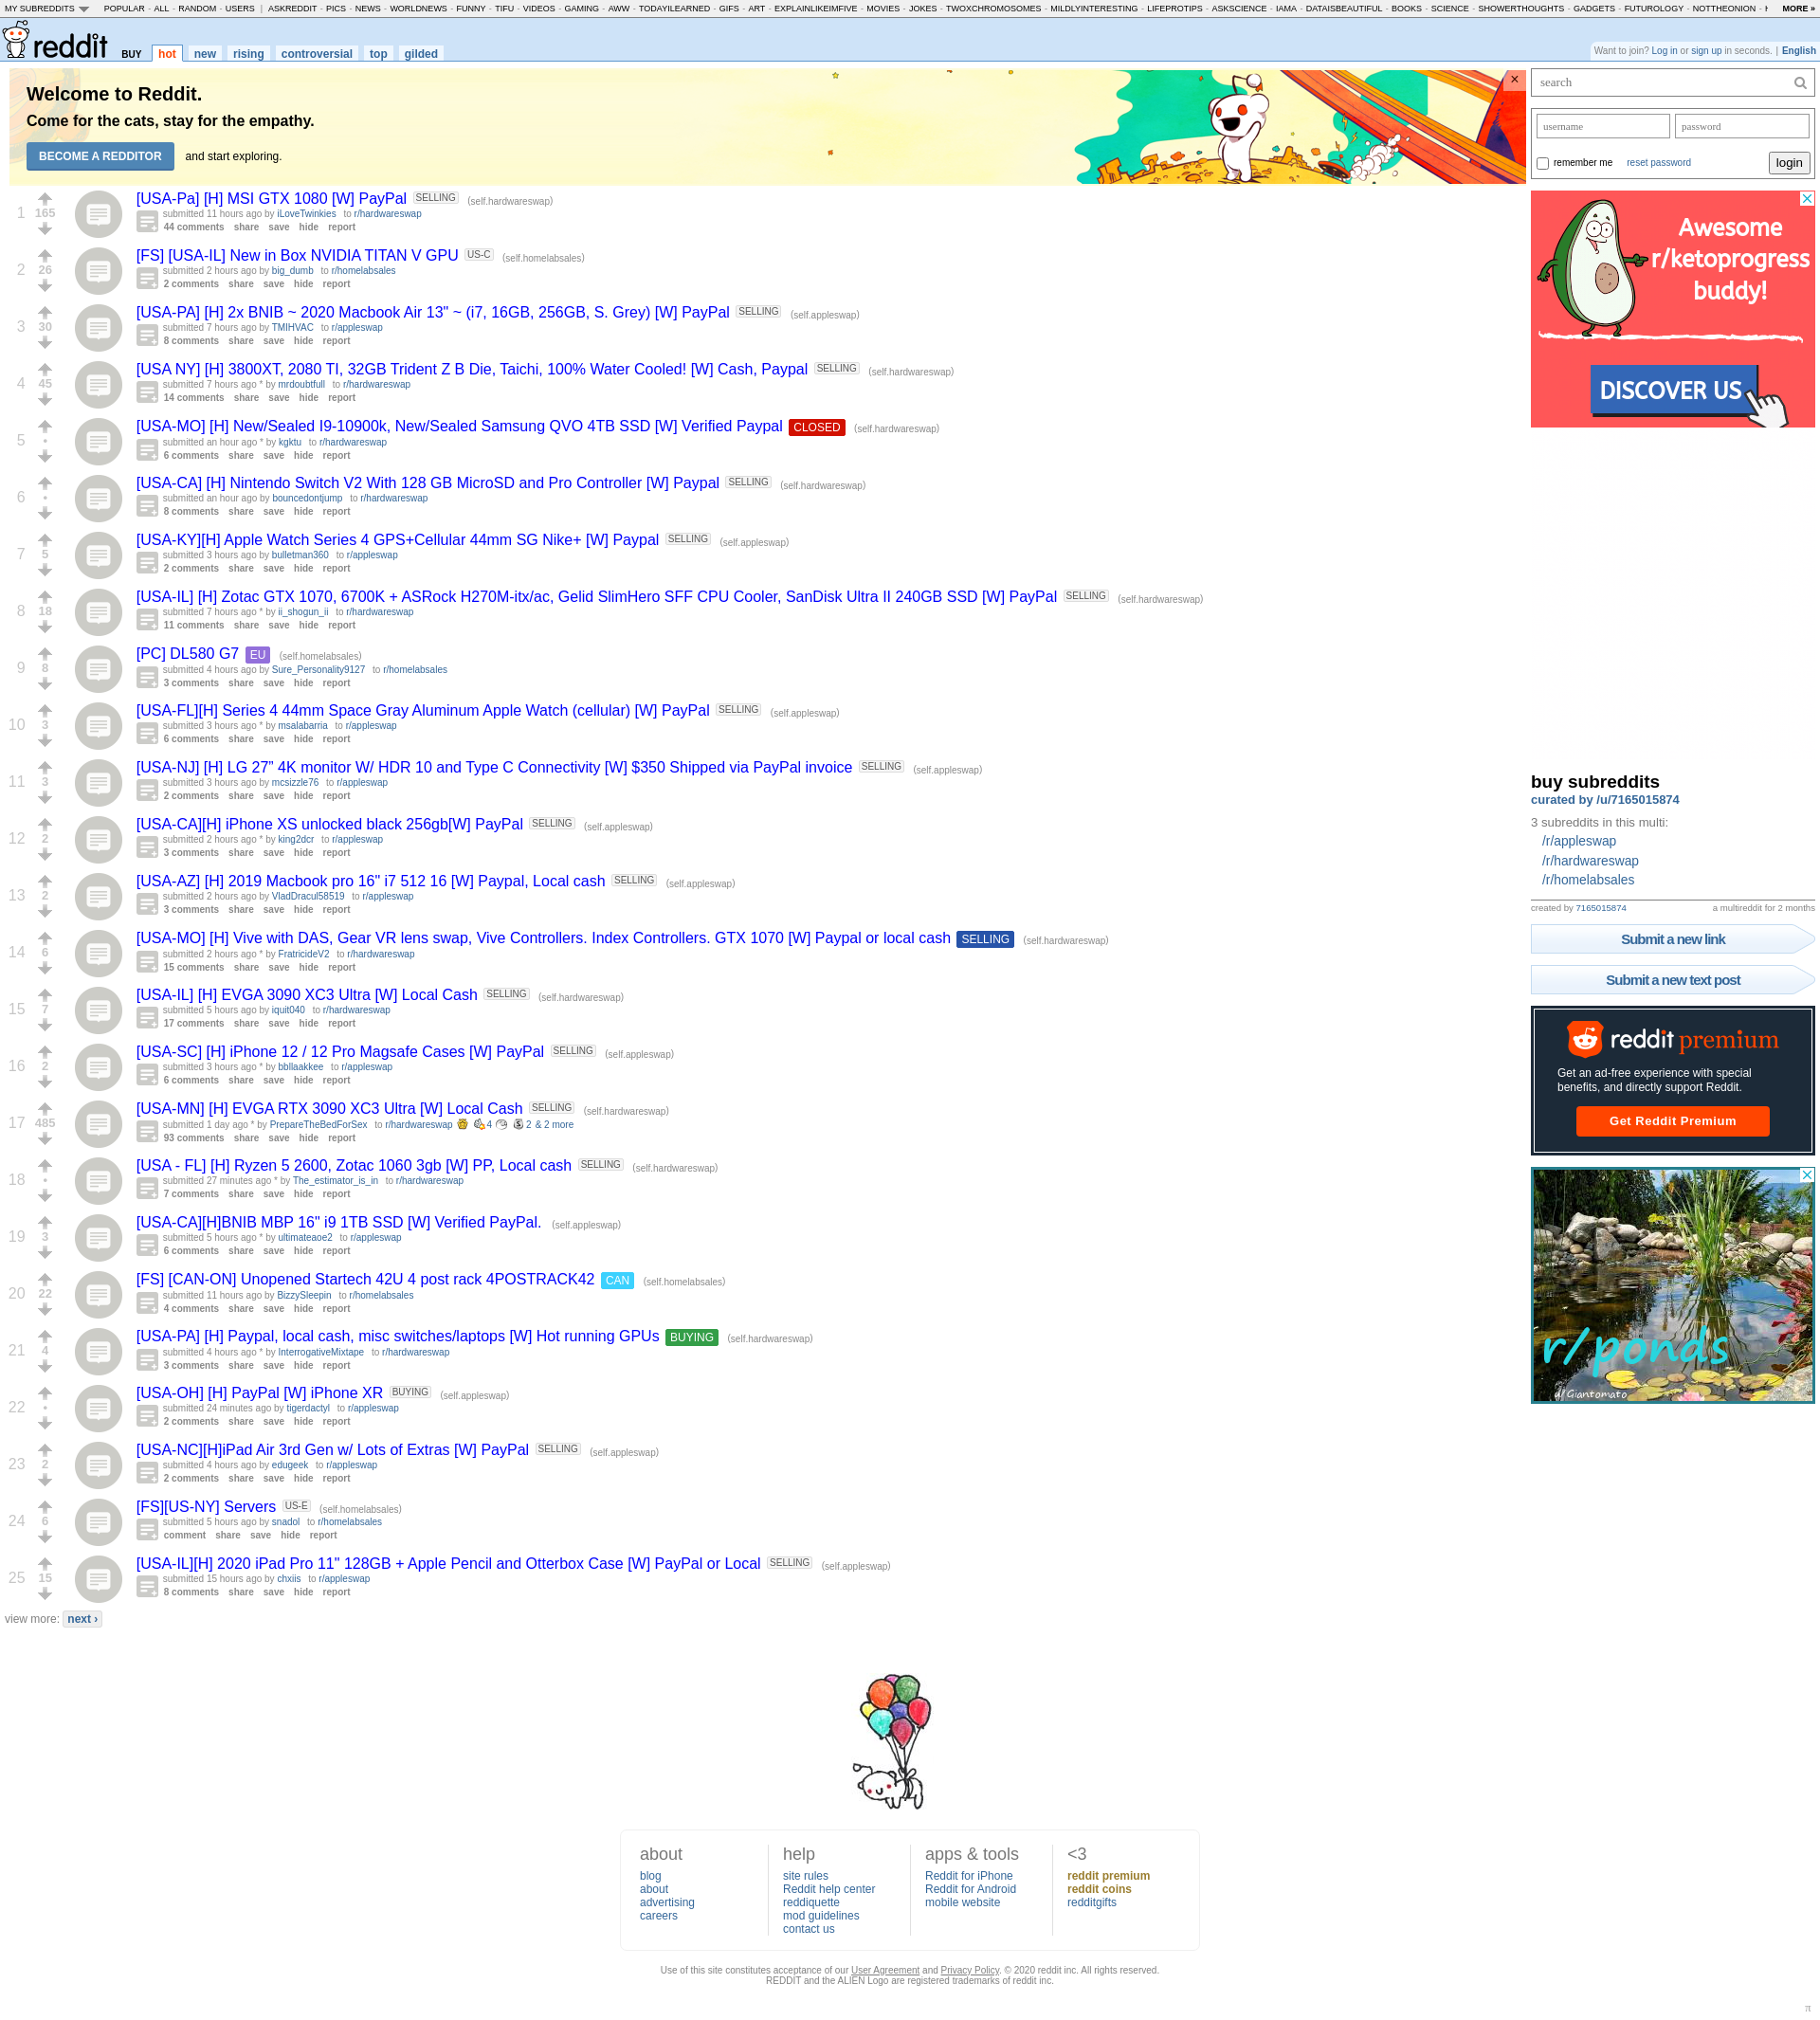 MY SUBREDDITS POPULAR - ALL - RANDOM - USERS | ASKREDDIT - PICS - NEWS - WORLDNEWS - FUNNY - TIFU - VIDEOS - GAMING - AWW - TODAYILEARNED - GIFS - ART - EXPLAINLIKEIMFIVE - MOVIES - JOKES - TWOXCHROMOSOMES - MILDLYINTERESTING - LIFEPROTIPS - ASKSCIENCE - IAMA - DATAISBEAUTIFUL - BOOKS - SCIENCE - SHOWERTHOUGHTS - GADGETS - FUTUROLOGY - NOTTHEONION - MORE »
reddit BUY hot new rising controversial top gilded
Want to join? Log in or sign up in seconds. | English
Welcome to Reddit.
Come for the cats, stay for the empathy.
BECOME A REDDITOR and start exploring.
×
1 165 [USA-Pa] [H] MSI GTX 1080 [W] PayPal SELLING (self.hardwareswap)
submitted 11 hours ago by iLoveTwinkies to r/hardwareswap
44 comments share save hide report
2 26 [FS] [USA-IL] New in Box NVIDIA TITAN V GPU US-C (self.homelabsales)
submitted 2 hours ago by big_dumb to r/homelabsales
2 comments share save hide report
3 30 [USA-PA] [H] 2x BNIB ~ 2020 Macbook Air 13" ~ (i7, 16GB, 256GB, S. Grey) [W] PayPal SELLING (self.appleswap)
submitted 7 hours ago by TMIHVAC to r/appleswap
8 comments share save hide report
4 45 [USA NY] [H] 3800XT, 2080 TI, 32GB Trident Z B Die, Taichi, 100% Water Cooled! [W] Cash, Paypal SELLING (self.hardwareswap)
submitted 7 hours ago * by mrdoubtfull to r/hardwareswap
14 comments share save hide report
5 • [USA-MO] [H] New/Sealed I9-10900k, New/Sealed Samsung QVO 4TB SSD [W] Verified Paypal CLOSED (self.hardwareswap)
submitted an hour ago * by kgktu to r/hardwareswap
6 comments share save hide report
6 • [USA-CA] [H] Nintendo Switch V2 With 128 GB MicroSD and Pro Controller [W] Paypal SELLING (self.hardwareswap)
submitted an hour ago by bouncedontjump to r/hardwareswap
8 comments share save hide report
7 5 [USA-KY][H] Apple Watch Series 4 GPS+Cellular 44mm SG Nike+ [W] Paypal SELLING (self.appleswap)
submitted 3 hours ago by bulletman360 to r/appleswap
2 comments share save hide report
8 18 [USA-IL] [H] Zotac GTX 1070, 6700K + ASRock H270M-itx/ac, Gelid SlimHero SFF CPU Cooler, SanDisk Ultra II 240GB SSD [W] PayPal SELLING (self.hardwareswap)
submitted 7 hours ago * by ii_shogun_ii to r/hardwareswap
11 comments share save hide report
9 8 [PC] DL580 G7 EU (self.homelabsales)
submitted 4 hours ago by Sure_Personality9127 to r/homelabsales
3 comments share save hide report
10 3 [USA-FL][H] Series 4 44mm Space Gray Aluminum Apple Watch (cellular) [W] PayPal SELLING (self.appleswap)
submitted 3 hours ago * by msalabarria to r/appleswap
6 comments share save hide report
11 3 [USA-NJ] [H] LG 27" 4K monitor W/ HDR 10 and Type C Connectivity [W] $350 Shipped via PayPal invoice SELLING (self.appleswap)
submitted 3 hours ago by mcsizzle76 to r/appleswap
2 comments share save hide report
12 2 [USA-CA][H] iPhone XS unlocked black 256gb[W] PayPal SELLING (self.appleswap)
submitted 2 hours ago * by king2dcr to r/appleswap
3 comments share save hide report
13 2 [USA-AZ] [H] 2019 Macbook pro 16" i7 512 16 [W] Paypal, Local cash SELLING (self.appleswap)
submitted 2 hours ago by VladDracul58519 to r/appleswap
3 comments share save hide report
14 6 [USA-MO] [H] Vive with DAS, Gear VR lens swap, Vive Controllers. Index Controllers. GTX 1070 [W] Paypal or local cash SELLING (self.hardwareswap)
submitted 2 hours ago * by FratricideV2 to r/hardwareswap
15 comments share save hide report
15 7 [USA-IL] [H] EVGA 3090 XC3 Ultra [W] Local Cash SELLING (self.hardwareswap)
submitted 5 hours ago by iquit040 to r/hardwareswap
17 comments share save hide report
16 2 [USA-SC] [H] iPhone 12 / 12 Pro Magsafe Cases [W] PayPal SELLING (self.appleswap)
submitted 3 hours ago * by bbllaakkee to r/appleswap
6 comments share save hide report
17 485 [USA-MN] [H] EVGA RTX 3090 XC3 Ultra [W] Local Cash SELLING (self.hardwareswap)
submitted 1 day ago * by PrepareTheBedForSex to r/hardwareswap 4 2 & 2 more
93 comments share save hide report
18 • [USA - FL] [H] Ryzen 5 2600, Zotac 1060 3gb [W] PP, Local cash SELLING (self.hardwareswap)
submitted 27 minutes ago * by The_estimator_is_in to r/hardwareswap
7 comments share save hide report
19 3 [USA-CA][H]BNIB MBP 16" i9 1TB SSD [W] Verified PayPal. (self.appleswap)
submitted 5 hours ago * by ultimateaoe2 to r/appleswap
6 comments share save hide report
20 22 [FS] [CAN-ON] Unopened Startech 42U 4 post rack 4POSTRACK42 CAN (self.homelabsales)
submitted 11 hours ago by BizzySleepin to r/homelabsales
4 comments share save hide report
21 4 [USA-PA] [H] Paypal, local cash, misc switches/laptops [W] Hot running GPUs BUYING (self.hardwareswap)
submitted 4 hours ago * by InterrogativeMixtape to r/hardwareswap
3 comments share save hide report
22 • [USA-OH] [H] PayPal [W] iPhone XR BUYING (self.appleswap)
submitted 24 minutes ago by tigerdactyl to r/appleswap
2 comments share save hide report
23 2 [USA-NC][H]iPad Air 3rd Gen w/ Lots of Extras [W] PayPal SELLING (self.appleswap)
submitted 4 hours ago by edugeek to r/appleswap
2 comments share save hide report
24 6 [FS][US-NY] Servers US-E (self.homelabsales)
submitted 5 hours ago by snadol to r/homelabsales
comment share save hide report
25 15 [USA-IL][H] 2020 iPad Pro 11" 128GB + Apple Pencil and Otterbox Case [W] PayPal or Local SELLING (self.appleswap)
submitted 15 hours ago by chxiis to r/appleswap
8 comments share save hide report
view more: next ›
search
username password
remember me reset password login
Awesome
r/ketoprogress
buddy!
DISCOVER US
buy subreddits
curated by /u/7165015874
3 subreddits in this multi:
/r/appleswap
/r/hardwareswap
/r/homelabsales
created by 7165015874 a multireddit for 2 months
Submit a new link
Submit a new text post
reddit premium
Get an ad-free experience with special
benefits, and directly support Reddit.
Get Reddit Premium
r/ponds
u/Giantomato
about
blog
about
advertising
careers
help
site rules
Reddit help center
reddiquette
mod guidelines
contact us
apps & tools
Reddit for iPhone
Reddit for Android
mobile website
<3
reddit premium
reddit coins
redditgifts
Use of this site constitutes acceptance of our User Agreement and Privacy Policy. © 2020 reddit inc. All rights reserved.
REDDIT and the ALIEN Logo are registered trademarks of reddit inc.
π